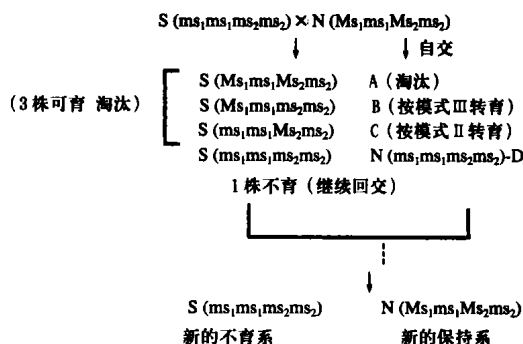 S (ms₁ms₁ms₂ms₂) × N (Ms₁ms₁Ms₂ms₂)
自交
S (Ms₁ms₁Ms₂ms₂) A (淘汰)
(3株可育 淘汰) S (Ms₁ms₁ms₂ms₂) B (按模式Ⅲ转育)
S (ms₁ms₁Ms₂ms₂) C (按模式Ⅱ转育)
S (ms₁ms₁ms₂ms₂) N (ms₁ms₁ms₂ms₂)-D
1株不育 (继续回交)
S (ms₁ms₁ms₂ms₂) N (Ms₁ms₁Ms₂ms₂)
新的不育系 新的保持系